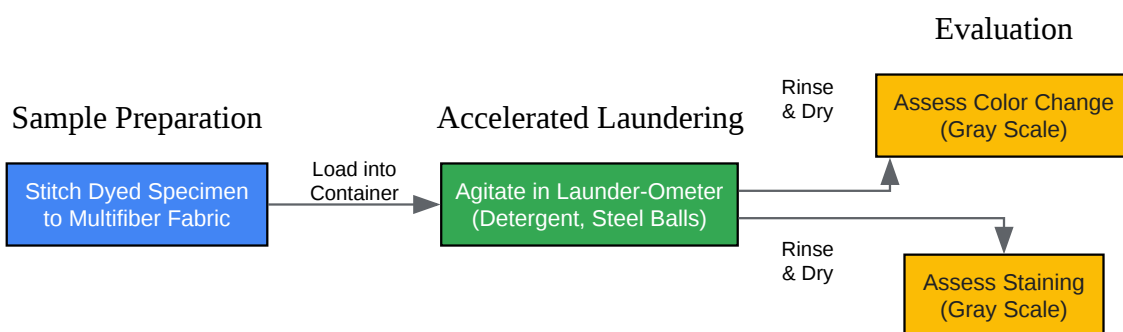 Evaluation
Sample Preparation
Accelerated Laundering
Rinse
& Dry
Assess Color Change
(Gray Scale)
Stitch Dyed Specimen
to Multifiber Fabric
Load into
Container
Agitate in Launder-Ometer
(Detergent, Steel Balls)
Rinse
& Dry
Assess Staining
(Gray Scale)